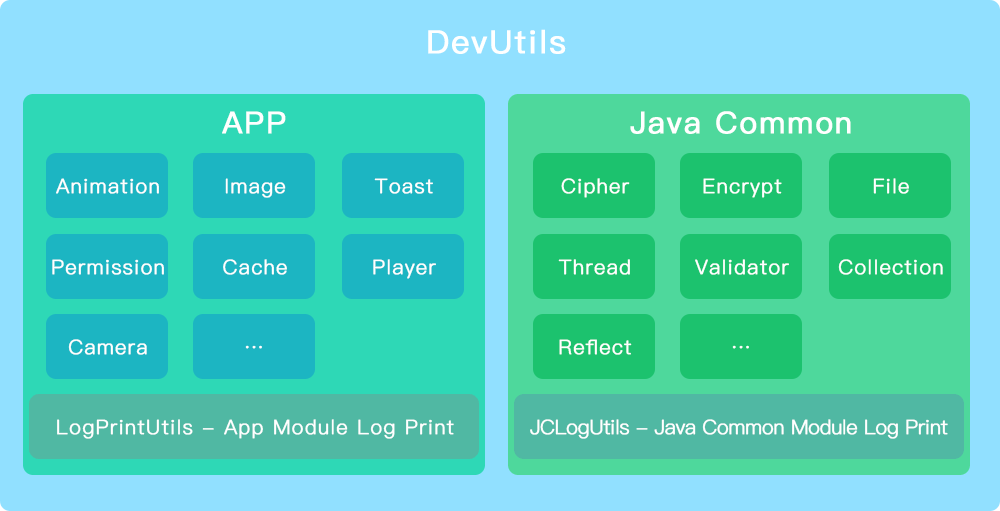 DevUtils
APP
Animation
Image
Toast
Permission
Cache
Player
Camera
...
LogPrintUtils – App Module Log Print
Java Common
Cipher
Encrypt
File
Thread
Validator
Collection
Reflect
...
JCLogUtils – Java Common Module Log Print